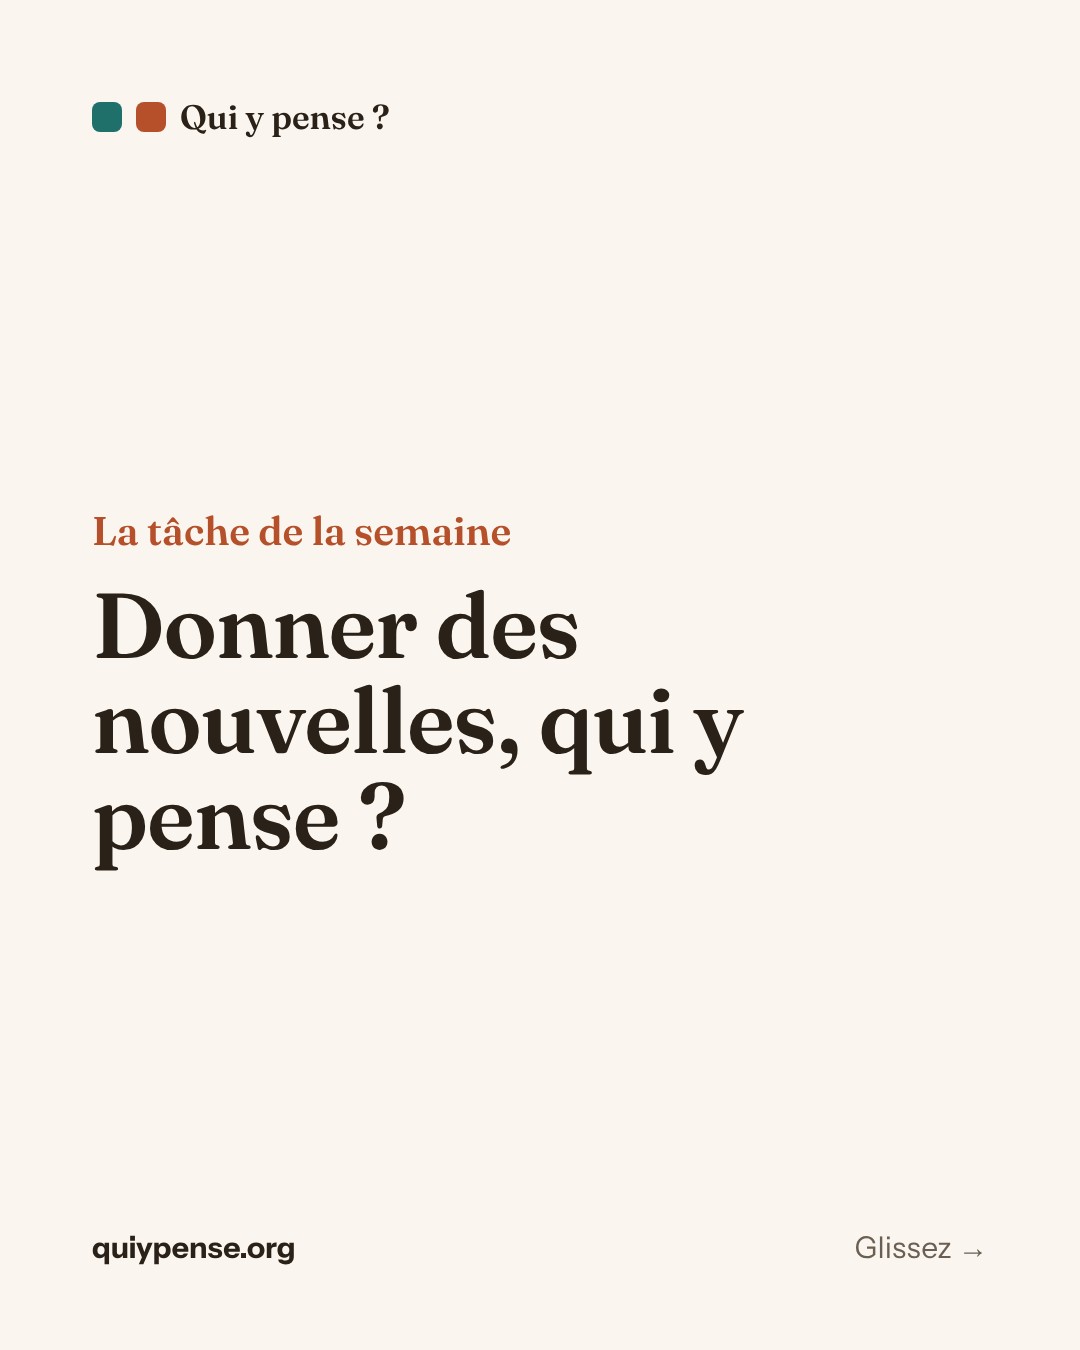 Qui y pense ?
La tâche de la semaine
Donner des
nouvelles, qui y
pense ?
quiypense.org
Glissez →